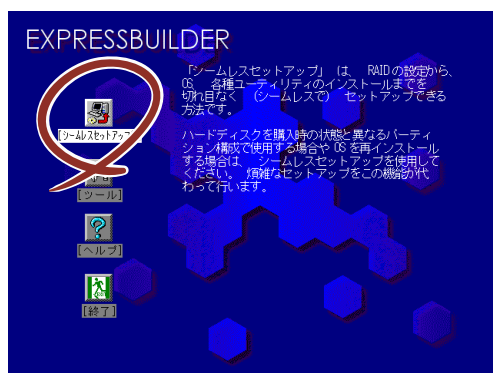 EXPRESSBUILDER
「シームレスセットアップ」 は、 RAIDの設定から、
OS、 各種ユーティリティのインストールまでを
切れ目なく （シームレスで） セットアップできる
方法です。
ハードディスクを購入時の状態と異なるパーティ
ション構成で使用する場合や OS を再インストール
する場合は、 シームレスセットアップを使用して
ください。 煩雑なセットアップをこの機能が代
わって行います。
[シームレスセットアップ]
[ツール]
[ヘルプ]
[終了]